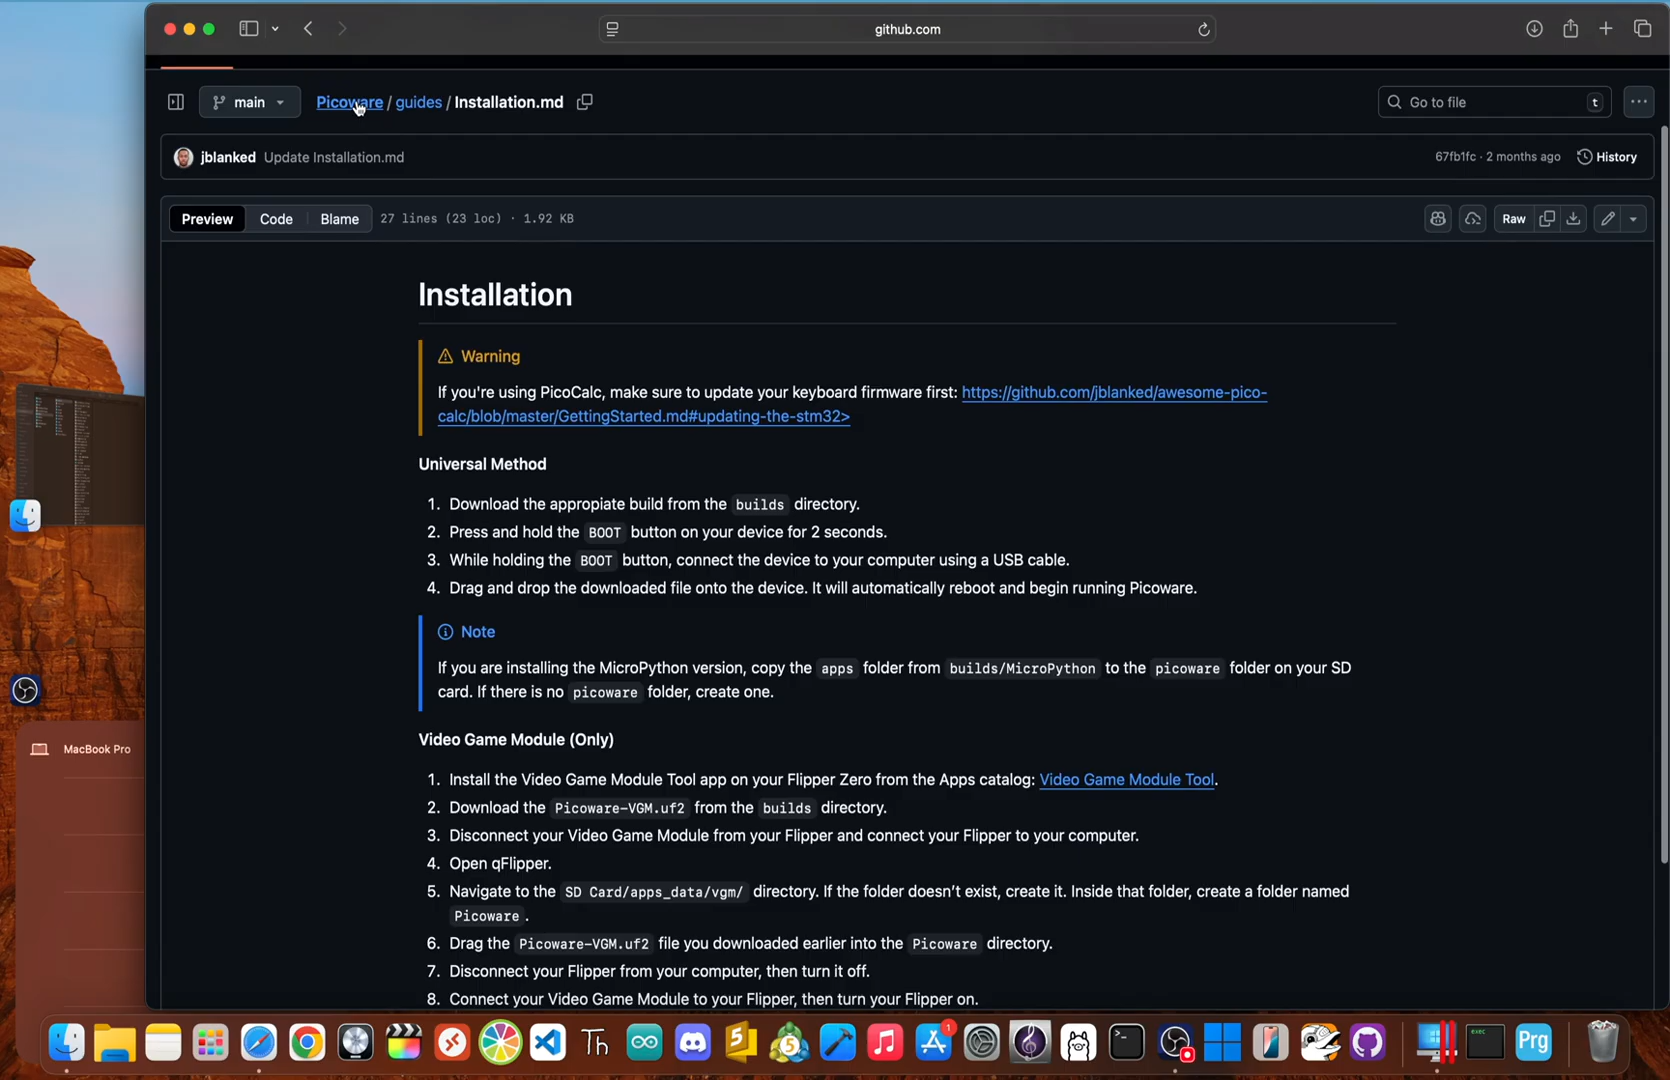 github.com
main
Picoware / guides / Installation.md
Go to file
t
jblanked Update Installation.md
67fb1fc · 2 months ago
History
Preview Code Blame 27 lines (23 loc) · 1.92 KB
Raw
Installation
Warning
If you're using PicoCalc, make sure to update your keyboard firmware first: https://github.com/jblanked/awesome-pico-
calc/blob/master/GettingStarted.md#updating-the-stm32>
Universal Method
1. Download the appropiate build from the builds directory.
2. Press and hold the BOOT button on your device for 2 seconds.
3. While holding the BOOT button, connect the device to your computer using a USB cable.
4. Drag and drop the downloaded file onto the device. It will automatically reboot and begin running Picoware.
Note
If you are installing the MicroPython version, copy the apps folder from builds/MicroPython to the picoware folder on your SD
card. If there is no picoware folder, create one.
MacBook Pro
Video Game Module (Only)
1. Install the Video Game Module Tool app on your Flipper Zero from the Apps catalog: Video Game Module Tool.
2. Download the Picoware-VGM.uf2 from the builds directory.
3. Disconnect your Video Game Module from your Flipper and connect your Flipper to your computer.
4. Open qFlipper.
5. Navigate to the SD Card/apps_data/vgm/ directory. If the folder doesn't exist, create it. Inside that folder, create a folder named
Picoware.
6. Drag the Picoware-VGM.uf2 file you downloaded earlier into the Picoware directory.
7. Disconnect your Flipper from your computer, then turn it off.
8. Connect your Video Game Module to your Flipper, then turn your Flipper on.
Th
5
5
1
exec
Prg